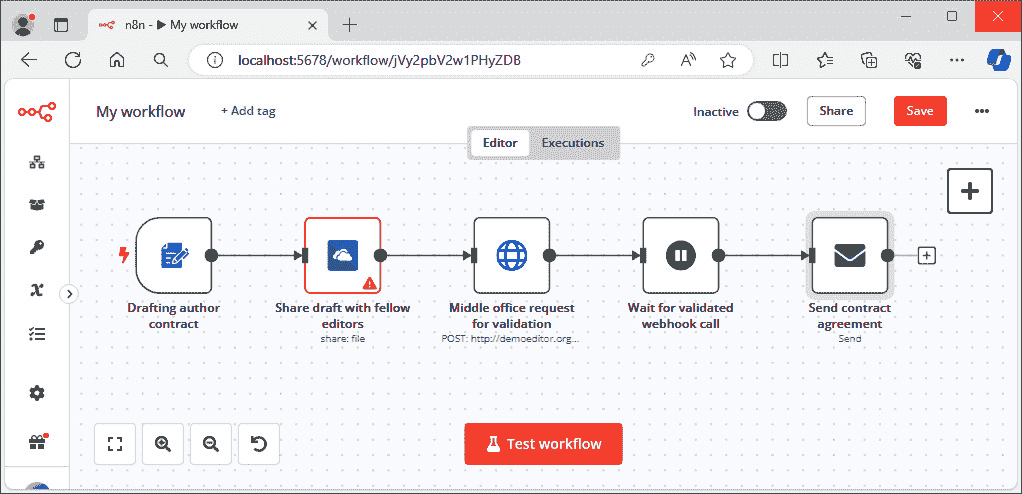 n8n - ▶ My workflow
localhost:5678/workflow/jVy2pbV2w1PHyZDB
My workflow
+ Add tag
Inactive
Share
Save
Editor
Executions
Drafting author
contract
Share draft with fellow
editors
share: file
Middle office request
for validation
POST: http://demoeditor.org...
Wait for validated
webhook call
Send contract
agreement
Send
Test workflow